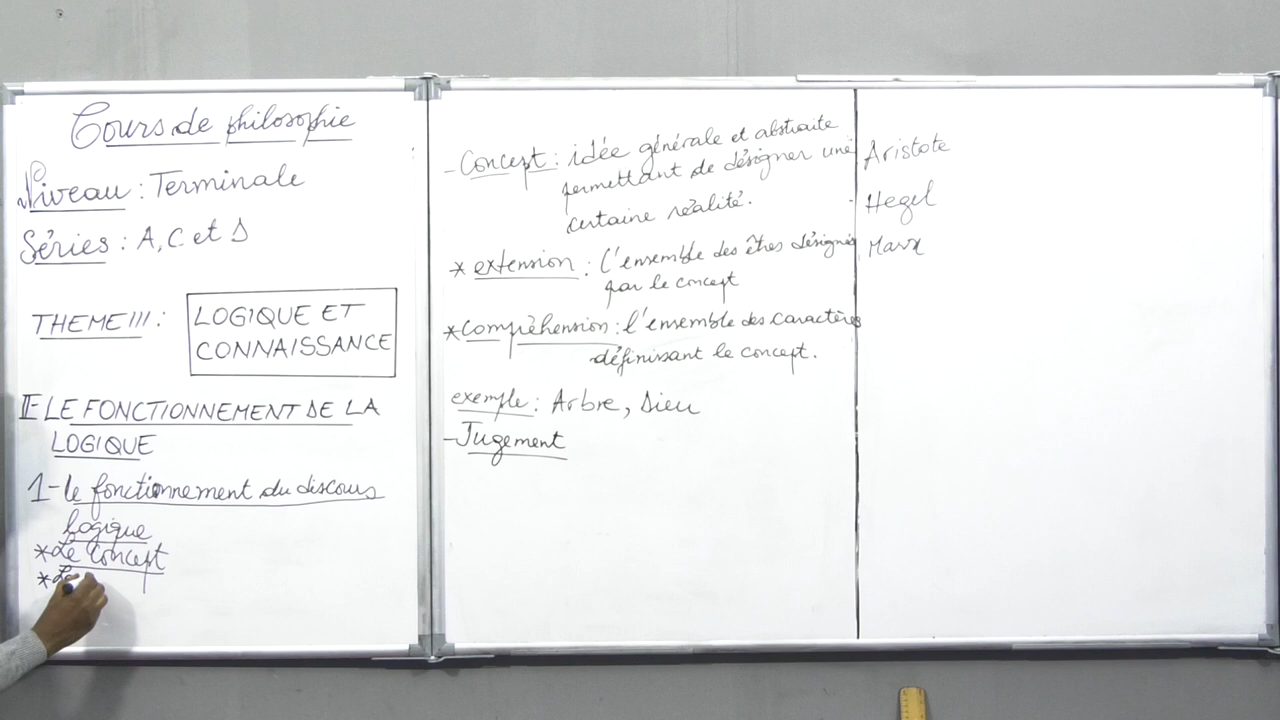 Cours de philosophie
Niveau : Terminale
Séries : A, C et D
THEME III : LOGIQUE ET
CONNAISSANCE
II- LE FONCTIONNEMENT DE LA
LOGIQUE
1- le fonctionnement du discours
logique
* Le concept
* Le
- Concept : idée générale et abstraite
permettant de désigner une
certaine réalité.
* extension : l'ensemble des êtres désignés
par le concept
* compréhension : l'ensemble des caractères
définissant le concept.
exemple : Arbre, Dieu
- Jugement
Aristote
Hegel
Marx